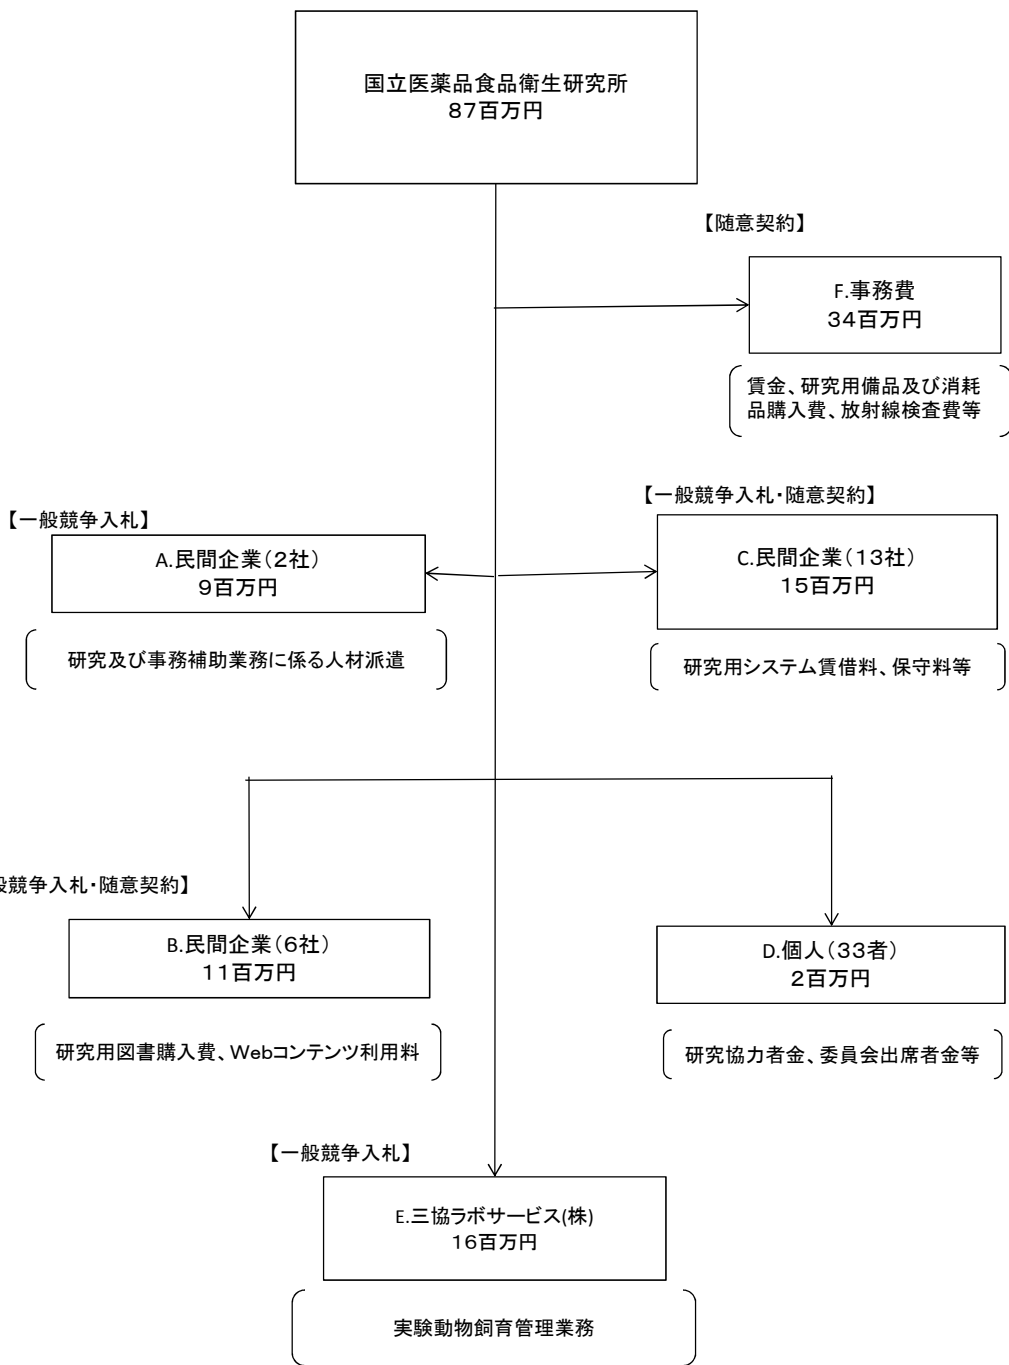 国立医薬品食品衛生研究所
８７百万円
【随意契約】
F.事務費
３４百万円
賃金、研究用備品及び消耗
品購入費、放射線検査費等
【一般競争入札】
A.民間企業（２社）
９百万円
研究及び事務補助業務に係る人材派遣
【一般競争入札・随意契約】
C.民間企業（１３社）
１５百万円
研究用システム賃借料、保守料等
般競争入札・随意契約】
B.民間企業（６社）
１１百万円
研究用図書購入費、Ｗｅｂコンテンツ利用料
D.個人（３３者）
２百万円
研究協力者金、委員会出席者金等
【一般競争入札】
E.三協ラボサービス(株)
１６百万円
実験動物飼育管理業務